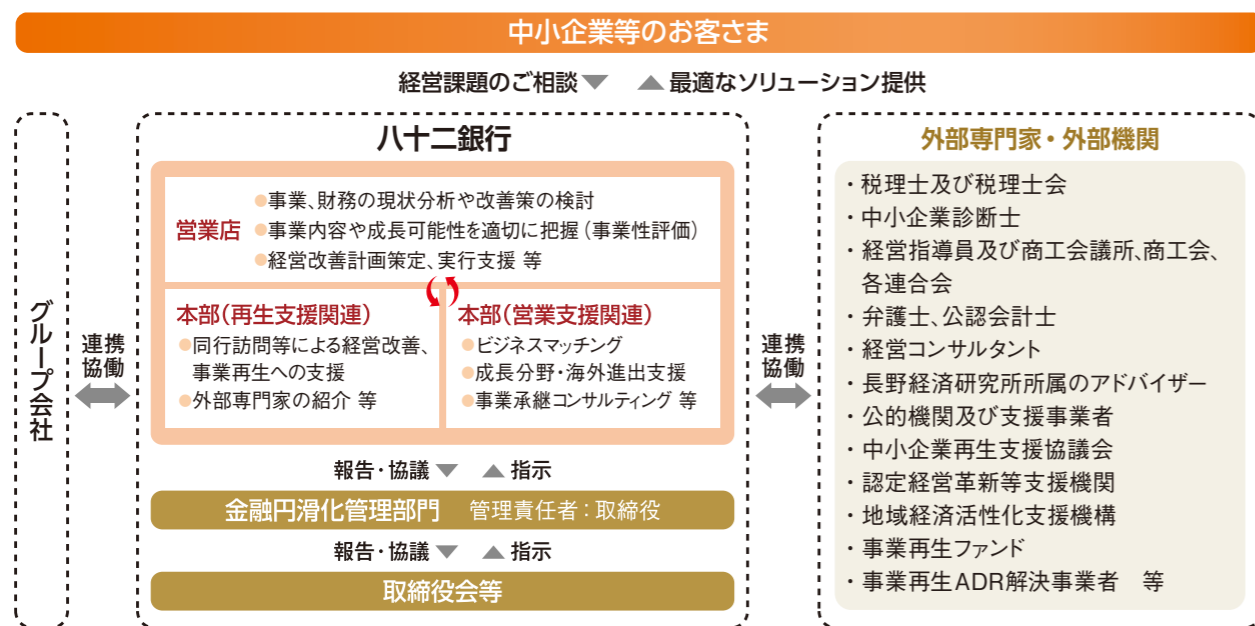 中小企業等のお客さま
経営課題のご相談▼ ▲最適なソリューション提供
グループ会社
連携
協働
八十二銀行
営業店
●事業、財務の現状分析や改善策の検討
●事業内容や成長可能性を適切に把握(事業性評価)
●経営改善計画策定、実行支援 等
本部(再生支援関連)
●同行訪問等による経営改善、
事業再生への支援
●外部専門家の紹介 等
本部(営業支援関連)
●ビジネスマッチング
●成長分野・海外進出支援
●事業承継コンサルティング 等
報告・協議▼ ▲指示
金融円滑化管理部門 管理責任者:取締役
報告・協議▼ ▲指示
取締役会等
連携
協働
外部専門家・外部機関
・税理士及び税理士会
・中小企業診断士
・経営指導員及び商工会議所、商工会、
各連合会
・弁護士、公認会計士
・経営コンサルタント
・長野経済研究所所属のアドバイザー
・公的機関及び支援事業者
・中小企業再生支援協議会
・認定経営革新等支援機関
・地域経済活性化支援機構
・事業再生ファンド
・事業再生ADR解決事業者 等